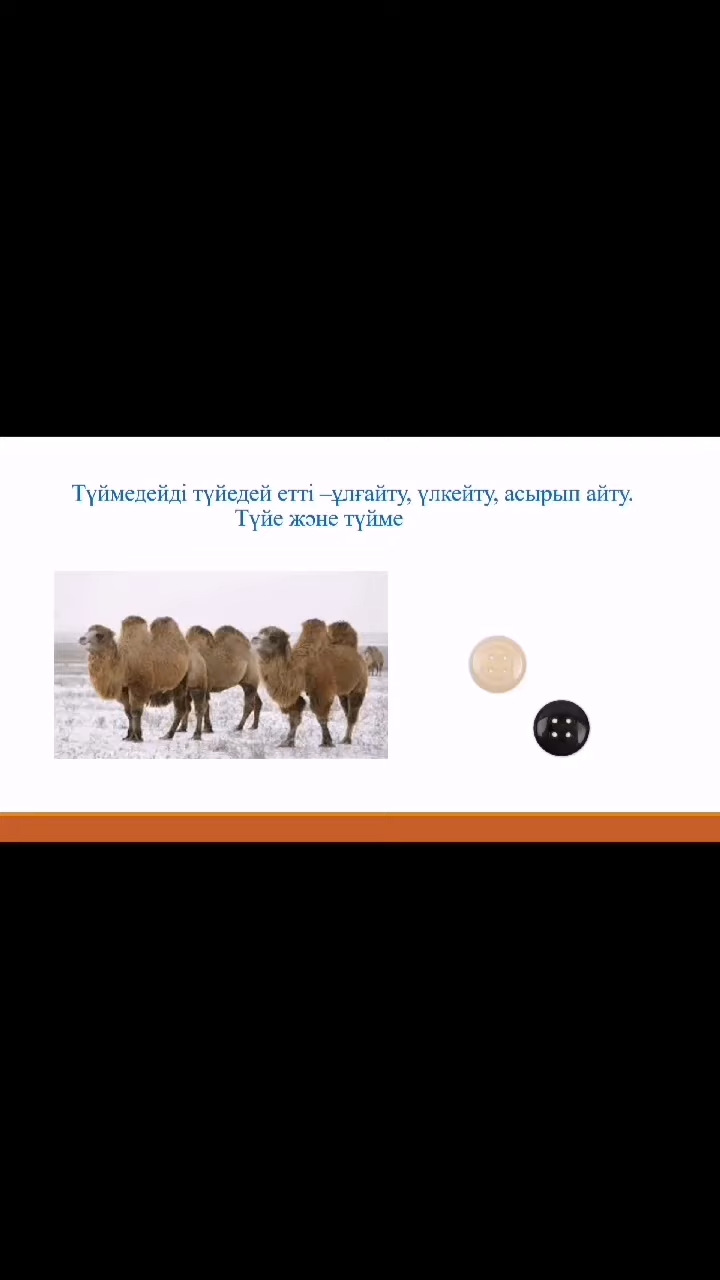 Түймедейді түйедей етті –ұлғайту, үлкейту, асырып айту.
Түйе және түйме